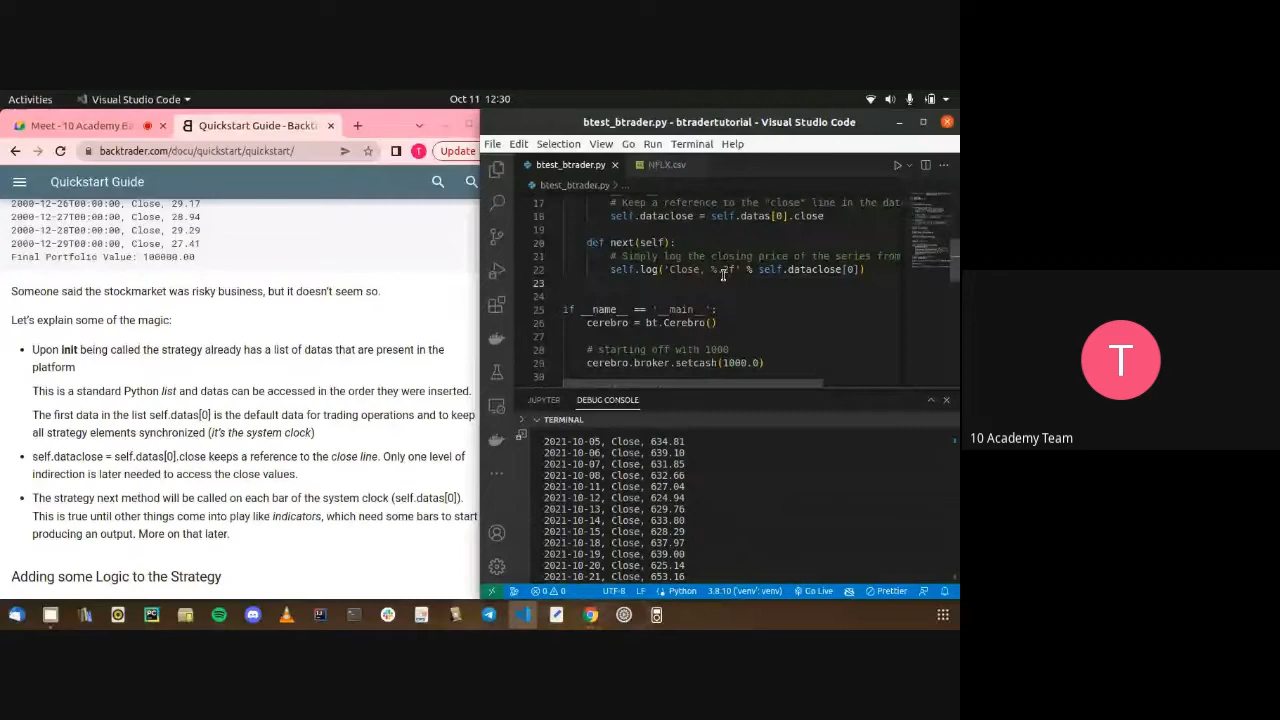 Activities
Visual Studio Code
Oct 11 12:30
Meet - '10 Academy Ba
Quickstart Guide - Backt
backtrader.com/docu/quickstart/quickstart/
Update
Quickstart Guide
2000-12-26T00:00:00, Close, 29.17
2000-12-27T00:00:00, Close, 28.94
2000-12-28T00:00:00, Close, 29.29
2000-12-29T00:00:00, Close, 27.41
Final Portfolio Value: 100000.00
Someone said the stockmarket was risky business, but it doesn't seem so.
Let's explain some of the magic:
Upon init being called the strategy already has a list of datas that are present in the
platform
This is a standard Python list and datas can be accessed in the order they were inserted.
The first data in the list self.datas[0] is the default data for trading operations and to keep
all strategy elements synchronized (it's the system clock)
self.dataclose = self.datas[0].close keeps a reference to the close line. Only one level of
indirection is later needed to access the close values.
The strategy next method will be called on each bar of the system clock (self.datas[0]).
This is true until other things come into play like indicators, which need some bars to start
producing an output. More on that later.
Adding some Logic to the Strategy
btest_btrader.py - btradertutorial - Visual Studio Code
File Edit Selection View Go Run Terminal Help
btest_btrader.py
NFLX.csv
btest_btrader.py > ...
17 # Keep a reference to the "close" line in the dat
18 self.dataclose = self.datas[0].close
19
20 def next(self):
21 # Simply log the closing price of the series from
22 self.log('Close, %.2f' % self.dataclose[0])
23
24
25 if __name__ == '__main__':
26 cerebro = bt.Cerebro()
27
28 # starting off with 1000
29 cerebro.broker.setcash(1000.0)
30
JUPYTER DEBUG CONSOLE
TERMINAL
2021-10-05, Close, 634.81
2021-10-06, Close, 639.10
2021-10-07, Close, 631.85
2021-10-08, Close, 632.66
2021-10-11, Close, 627.04
2021-10-12, Close, 624.94
2021-10-13, Close, 629.76
2021-10-14, Close, 633.80
2021-10-15, Close, 628.29
2021-10-18, Close, 637.97
2021-10-19, Close, 639.00
2021-10-20, Close, 625.14
2021-10-21, Close, 653.16
0 0 UTF-8 LF Python 3.8.10 ('venv': venv) Go Live Prettier
T
10 Academy Team